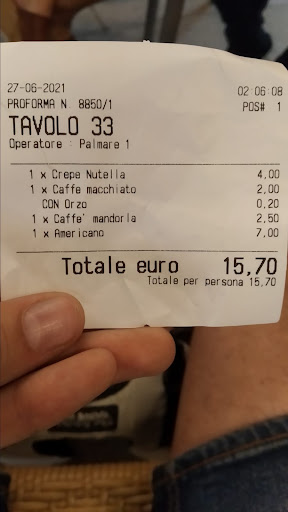 27-06-2021 02:06:08
PROFORMA N. 8850/1 POS# 1
TAVOLO 33
Operatore : Palmare 1
1 x Crepe Nutella 4,00
1 x Caffe macchiato 2,00
CON Orzo 0,20
1 x Caffe' mandorla 2,50
1 x Americano 7,00
Totale euro 15,70
Totale per persona 15,70